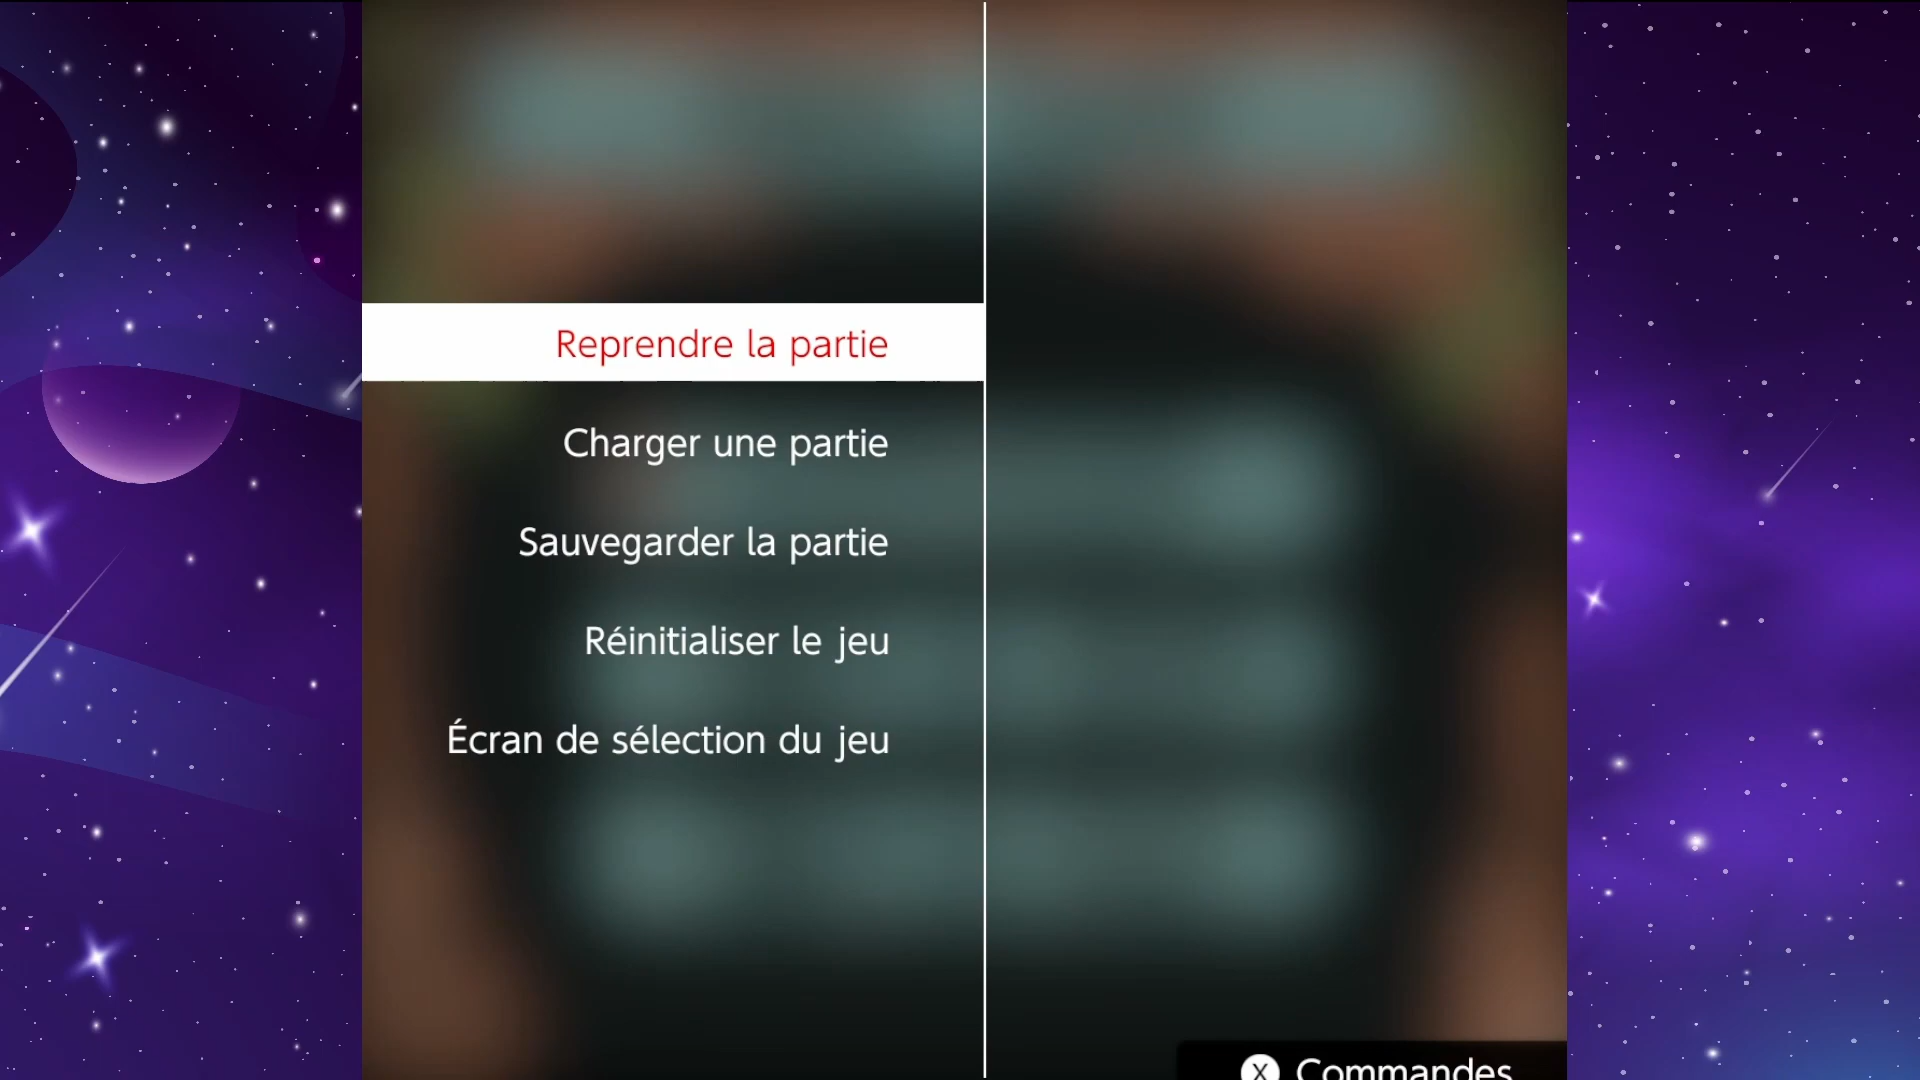 Reprendre la partie
Charger une partie
Sauvegarder la partie
Réinitialiser le jeu
Écran de sélection du jeu
X Commandes